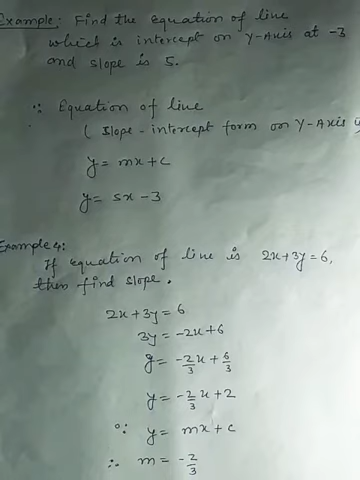 Example: Find the equation of line
which is intercept on Y-Axis at -3
and slope is 5.
∵ Equation of line
( Slope-intercept form on Y-Axis
y = mx + c
y = 5x - 3
Example 4:
If equation of line is 2x+3y=6,
then find slope.
2x + 3y = 6
3y = -2x + 6
y = -2/3 x + 6/3
y = -2/3 x + 2
∵ y = mx + c
∴ m = -2/3